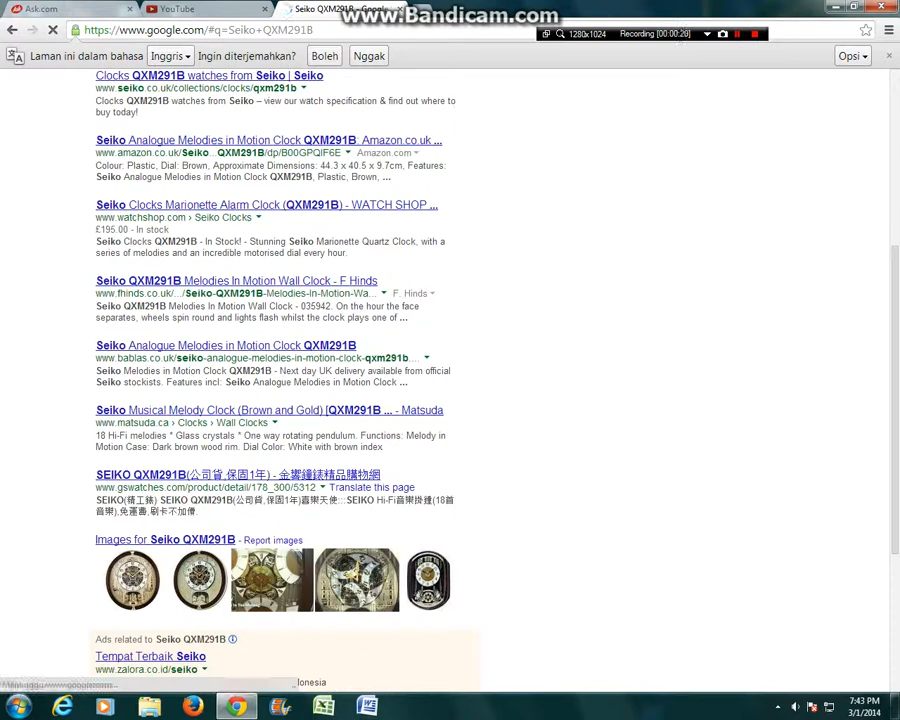 Ask.com
YouTube
Seiko QXM291B - Google
www.Bandicam.com
1280x1024 Recording [00:00:26]
https://www.google.com/#q=Seiko+QXM291B
Laman ini dalam bahasa Inggris Ingin diterjemahkan? Boleh Nggak Opsi
Clocks QXM291B watches from Seiko | Seiko
www.seiko.co.uk/collections/clocks/qxm291b
Clocks QXM291B watches from Seiko – view our watch specification & find out where to
buy today!
Seiko Analogue Melodies in Motion Clock QXM291B: Amazon.co.uk ...
www.amazon.co.uk/Seiko...QXM291B/dp/B00GPQIF6E Amazon.com
Colour: Plastic, Dial: Brown, Approximate Dimensions: 44.3 x 40.5 x 9.7cm, Features:
Seiko Analogue Melodies in Motion Clock QXM291B, Plastic, Brown, ...
Seiko Clocks Marionette Alarm Clock (QXM291B) - WATCH SHOP ...
www.watchshop.com › Seiko Clocks
£195.00 - In stock
Seiko Clocks QXM291B - In Stock! - Stunning Seiko Marionette Quartz Clock, with a
series of melodies and an incredible motorised dial every hour.
Seiko QXM291B Melodies In Motion Wall Clock - F Hinds
www.fhinds.co.uk/.../Seiko-QXM291B-Melodies-In-Motion-Wa... F. Hinds
Seiko QXM291B Melodies In Motion Wall Clock - 035942. On the hour the face
separates, wheels spin round and lights flash whilst the clock plays one of ...
Seiko Analogue Melodies in Motion Clock QXM291B
www.bablas.co.uk/seiko-analogue-melodies-in-motion-clock-qxm291b....
Seiko Melodies in Motion Clock QXM291B - Next day UK delivery available from official
Seiko stockists. Features incl: Seiko Analogue Melodies in Motion Clock ...
Seiko Musical Melody Clock (Brown and Gold) [QXM291B ... - Matsuda
www.matsuda.ca › Clocks › Wall Clocks
18 Hi-Fi melodies * Glass crystals * One way rotating pendulum. Functions: Melody in
Motion Case: Dark brown wood rim. Dial Color: White with brown index
SEIKO QXM291B(公司貨,保固1年) - 金響鐘錶精品購物網
www.gswatches.com/product/detail/178_300/5312 Translate this page
SEIKO(精工錶) SEIKO QXM291B(公司貨,保固1年)嘉樂天使:::SEIKO Hi-Fi音樂掛鐘(18首
音樂),免運費,刷卡不加價.
Images for Seiko QXM291B - Report images
Ads related to Seiko QXM291B
Tempat Terbaik Seiko
www.zalora.co.id/seiko
7:43 PM
3/1/2014